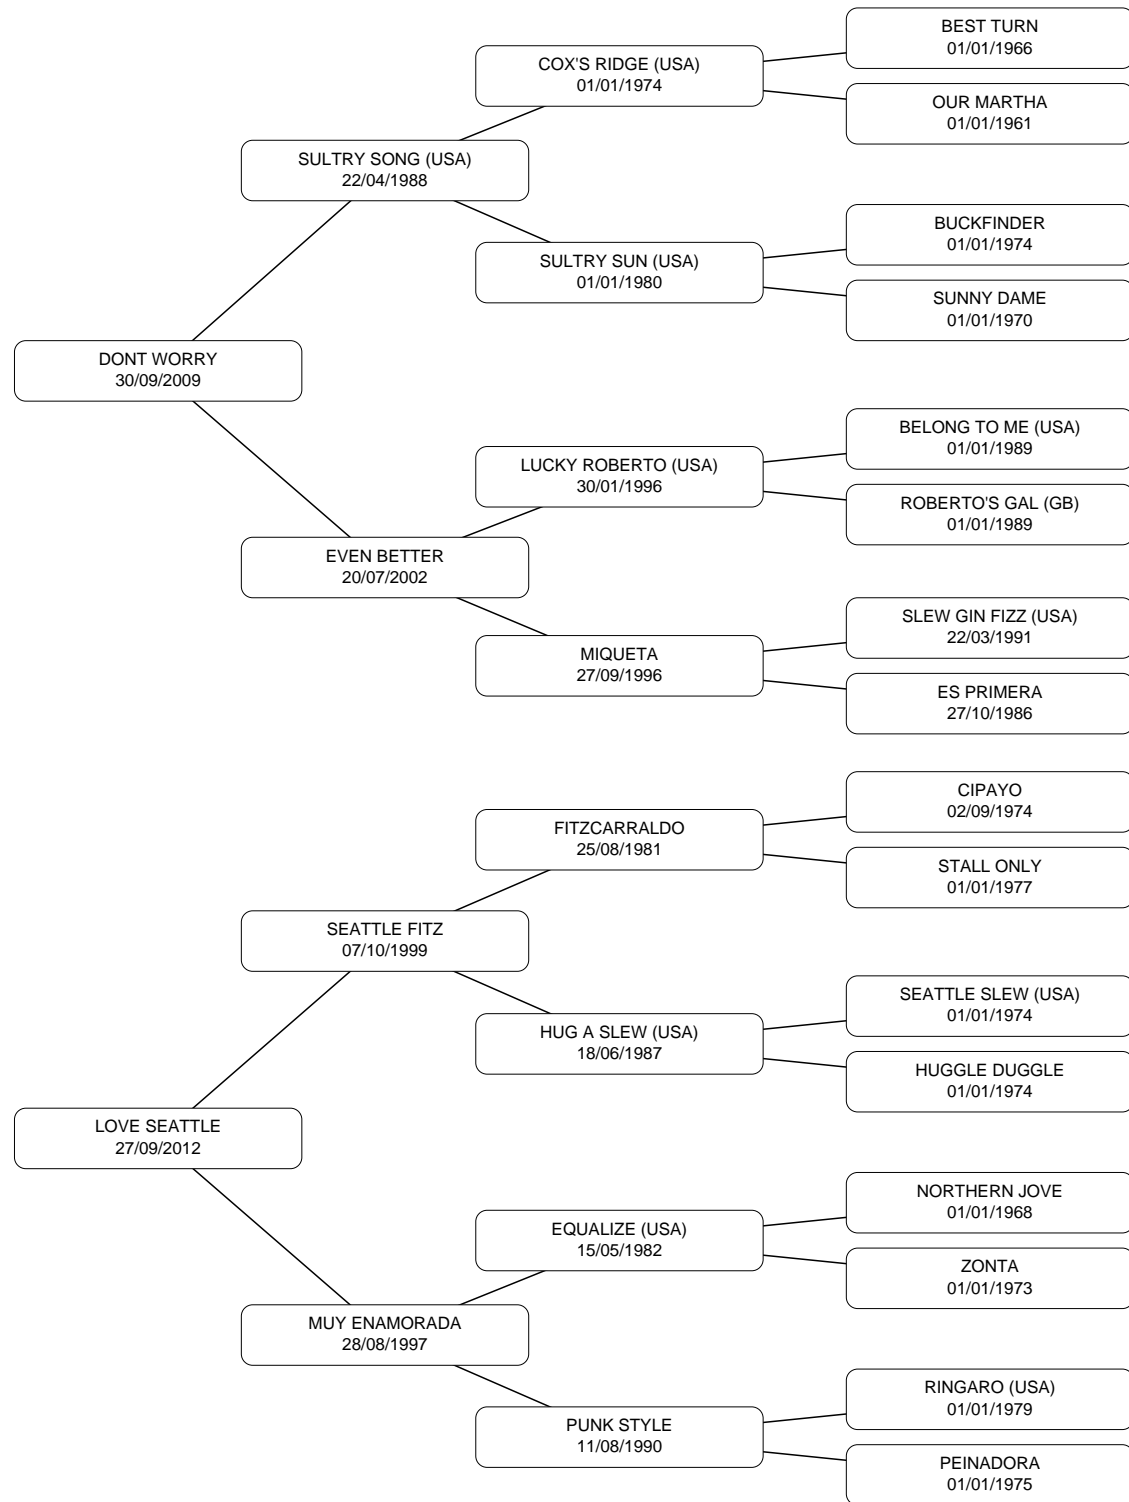 BEST TURN
01/01/1966
COX'S RIDGE (USA)
01/01/1974
OUR MARTHA
01/01/1961
SULTRY SONG (USA)
22/04/1988
BUCKFINDER
01/01/1974
SULTRY SUN (USA)
01/01/1980
SUNNY DAME
01/01/1970
DONT WORRY
30/09/2009
BELONG TO ME (USA)
01/01/1989
LUCKY ROBERTO (USA)
30/01/1996
ROBERTO'S GAL (GB)
01/01/1989
EVEN BETTER
20/07/2002
SLEW GIN FIZZ (USA)
22/03/1991
MIQUETA
27/09/1996
ES PRIMERA
27/10/1986
CIPAYO
02/09/1974
FITZCARRALDO
25/08/1981
STALL ONLY
01/01/1977
SEATTLE FITZ
07/10/1999
SEATTLE SLEW (USA)
01/01/1974
HUG A SLEW (USA)
18/06/1987
HUGGLE DUGGLE
01/01/1974
LOVE SEATTLE
27/09/2012
NORTHERN JOVE
01/01/1968
EQUALIZE (USA)
15/05/1982
ZONTA
01/01/1973
MUY ENAMORADA
28/08/1997
RINGARO (USA)
01/01/1979
PUNK STYLE
11/08/1990
PEINADORA
01/01/1975